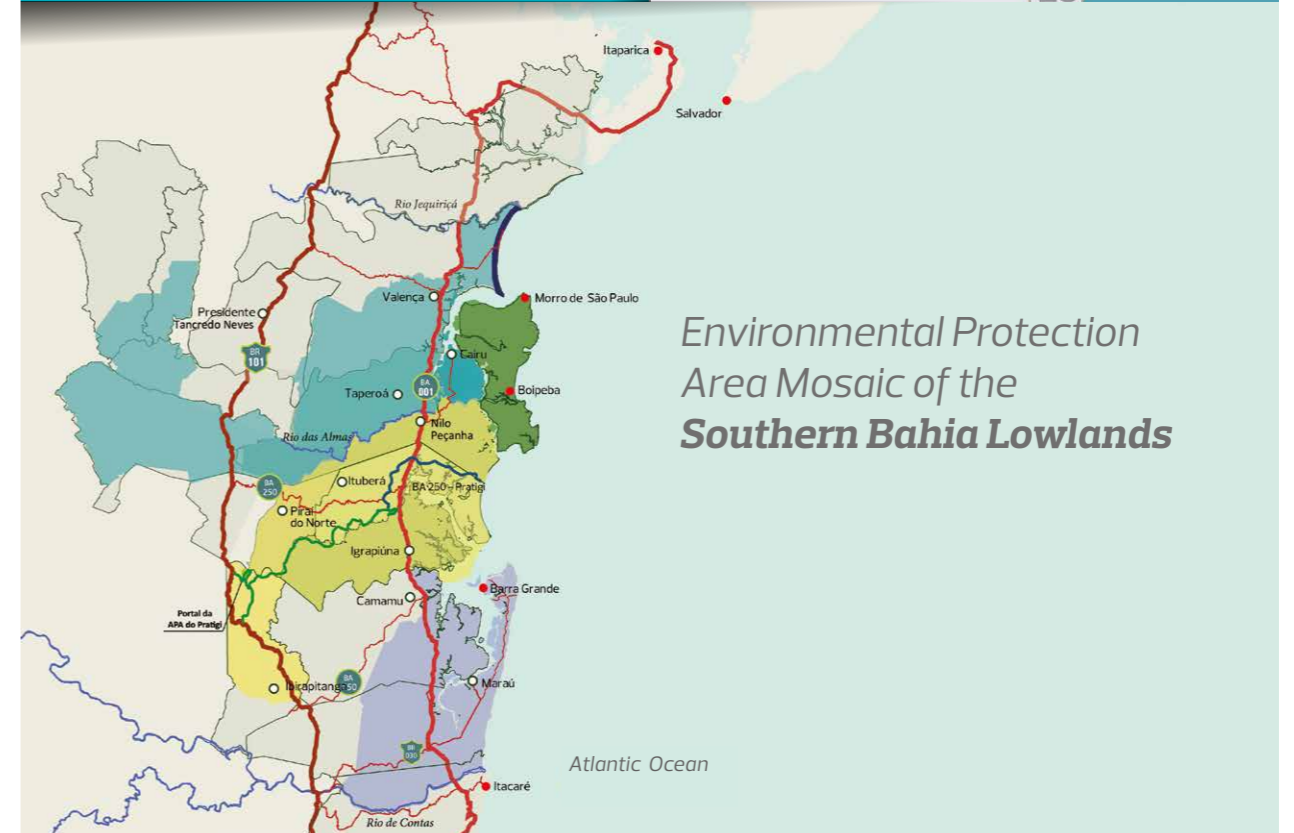 Itaparica
Salvador
Rio Jequiriçá
Valença
Morro de São Paulo
Presidente
Tancredo Neves
BR
101
Cairu
Taperoá
BA
001
Boipeba
Nilo
Peçanha
Rio das Almas
Environmental Protection
Area Mosaic of the
Southern Bahia Lowlands
Ituberá
BA
250
BA 250 - Pratigi
Piraí
do Norte
Igrapiúna
Barra Grande
Camamu
Portal da
APA do Pratigi
Ibirapitanga
BA
Maraú
BR
030
Atlantic Ocean
Itacaré
Rio de Contas